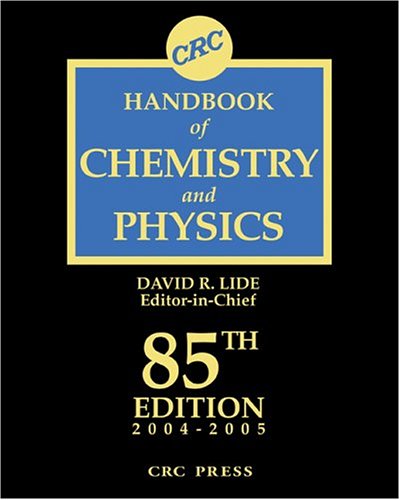 CRC
HANDBOOK
of
CHEMISTRY
and
PHYSICS
DAVID R. LIDE
Editor-in-Chief
85TH
EDITION
2004-2005
CRC PRESS